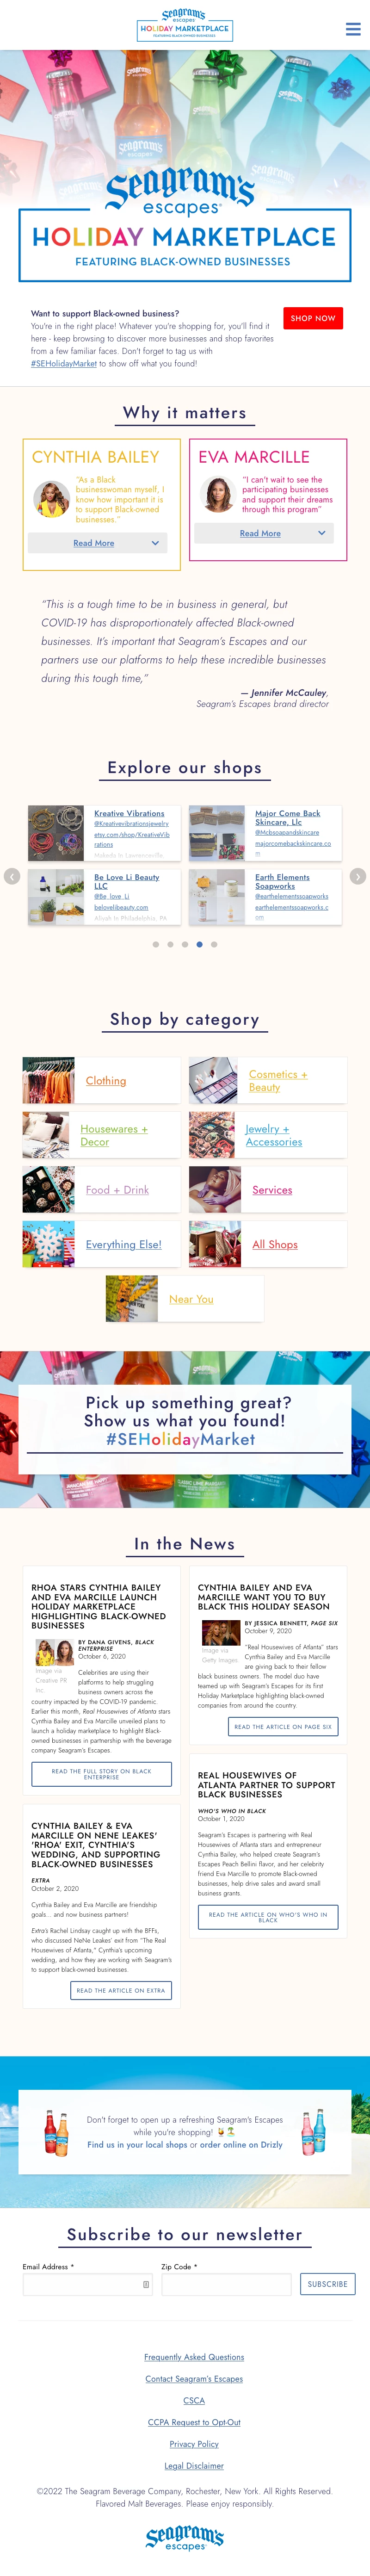 Seagram's
escapes
HOLIDAY MARKETPLACE
FEATURING BLACK-OWNED BUSINESSES
Seagram's
escapes
HOLIDAY MARKETPLACE
FEATURING BLACK-OWNED BUSINESSES
Want to support Black-owned business?
SHOP NOW
You're in the right place! Whatever you're shopping for, you'll find it
here - keep browsing to discover more businesses and shop favorites
from a few familiar faces. Don't forget to tag us with
#SEHolidayMarket to show off what you found!
Why it matters
CYNTHIA BAILEY
"As a Black
businesswoman myself, I
know how important it is
to support Black-owned
businesses."
Read More
EVA MARCILLE
"I can't wait to see the
participating businesses
and support their dreams
through this program"
Read More
“This is a tough time to be in business in general, but
COVID-19 has disproportionately affected Black-owned
businesses. It's important that Seagram's Escapes and our
partners use our platforms to help these incredible businesses
during this tough time,”
— Jennifer McCauley,
Seagram's Escapes brand director
Explore our shops
Kreative Vibrations
@Kreativevibrationsjewelry
etsy.com/shop/KreativeVib
rations
Major Come Back
Skincare, Llc
@Mcbsoapandskincare
majorcomebackskincare.co
m
Be Love Li Beauty
LLC
@Be_love_Li
belovelibeauty.com
Aliyah In Philadelphia, PA
Earth Elements
Soapworks
@earthelementssoapworks
earthelementssoapworks.c
om
Shop by category
Clothing
Cosmetics +
Beauty
Housewares +
Decor
Jewelry +
Accessories
Food + Drink
Services
Everything Else!
All Shops
Near You
Pick up something great?
Show us what you found!
#SEHolidayMarket
In the News
RHOA STARS CYNTHIA BAILEY
AND EVA MARCILLE LAUNCH
HOLIDAY MARKETPLACE
HIGHLIGHTING BLACK-OWNED
BUSINESSES
BY DANA GIVENS, BLACK
ENTERPRISE
October 6, 2020
Image via
Creative PR
Inc
Celebrities are using their
platforms to help struggling
business owners across the
country impacted by the COVID-19 pandemic.
Earlier this month, Real Housewives of Atlanta stars
Cynthia Bailey and Eva Marcille unveiled plans to
launch a holiday marketplace to highlight Black-
owned businesses in partnership with the beverage
company Seagram's Escapes.
READ THE FULL STORY ON BLACK
ENTERPRISE
CYNTHIA BAILEY & EVA
MARCILLE ON NENE LEAKES'
'RHOA' EXIT, CYNTHIA'S
WEDDING, AND SUPPORTING
BLACK-OWNED BUSINESSES
EXTRA
October 2, 2020
Cynthia Bailey and Eva Marcille are friendship
goals... and now business partners!
Extra's Rachel Lindsay caught up with the BFFs,
who discussed NeNe Leakes' exit from “The Real
Housewives of Atlanta,” Cynthia's upcoming
wedding, and how they are working with Seagram's
to support black-owned businesses.
READ THE ARTICLE ON EXTRA
CYNTHIA BAILEY AND EVA
MARCILLE WANT YOU TO BUY
BLACK THIS HOLIDAY SEASON
BY JESSICA BENNETT, PAGE SIX
October 9, 2020
Image via
Getty Images
“Real Housewives of Atlanta” stars
Cynthia Bailey and Eva Marcille
are giving back to their fellow
black business owners. The model duo have
teamed up with Seagram's Escapes for its first
Holiday Marketplace highlighting black-owned
companies from around the country.
READ THE ARTICLE ON PAGE SIX
REAL HOUSEWIVES OF
ATLANTA PARTNER TO SUPPORT
BLACK BUSINESSES
WHO'S WHO IN BLACK
October 1, 2020
Seagram's Escapes is partnering with Real
Housewives of Atlanta stars and entrepreneur
Cynthia Bailey, who helped create Seagram's
Escapes Peach Bellini flavor, and her celebrity
friend Eva Marcille to promote Black-owned
businesses, help drive sales and award small
business grants.
READ THE ARTICLE ON WHO'S WHO IN
BLACK
Don't forget to open up a refreshing Seagram's Escapes
while you're shopping! 🍹🏝️
Find us in your local shops or order online on Drizly
Subscribe to our newsletter
Email Address *
Zip Code *
SUBSCRIBE
Frequently Asked Questions
Contact Seagram's Escapes
CSCA
CCPA Request to Opt-Out
Privacy Policy
Legal Disclaimer
©2022 The Seagram Beverage Company, Rochester, New York. All Rights Reserved.
Flavored Malt Beverages. Please enjoy responsibly.
Seagram's
escapes